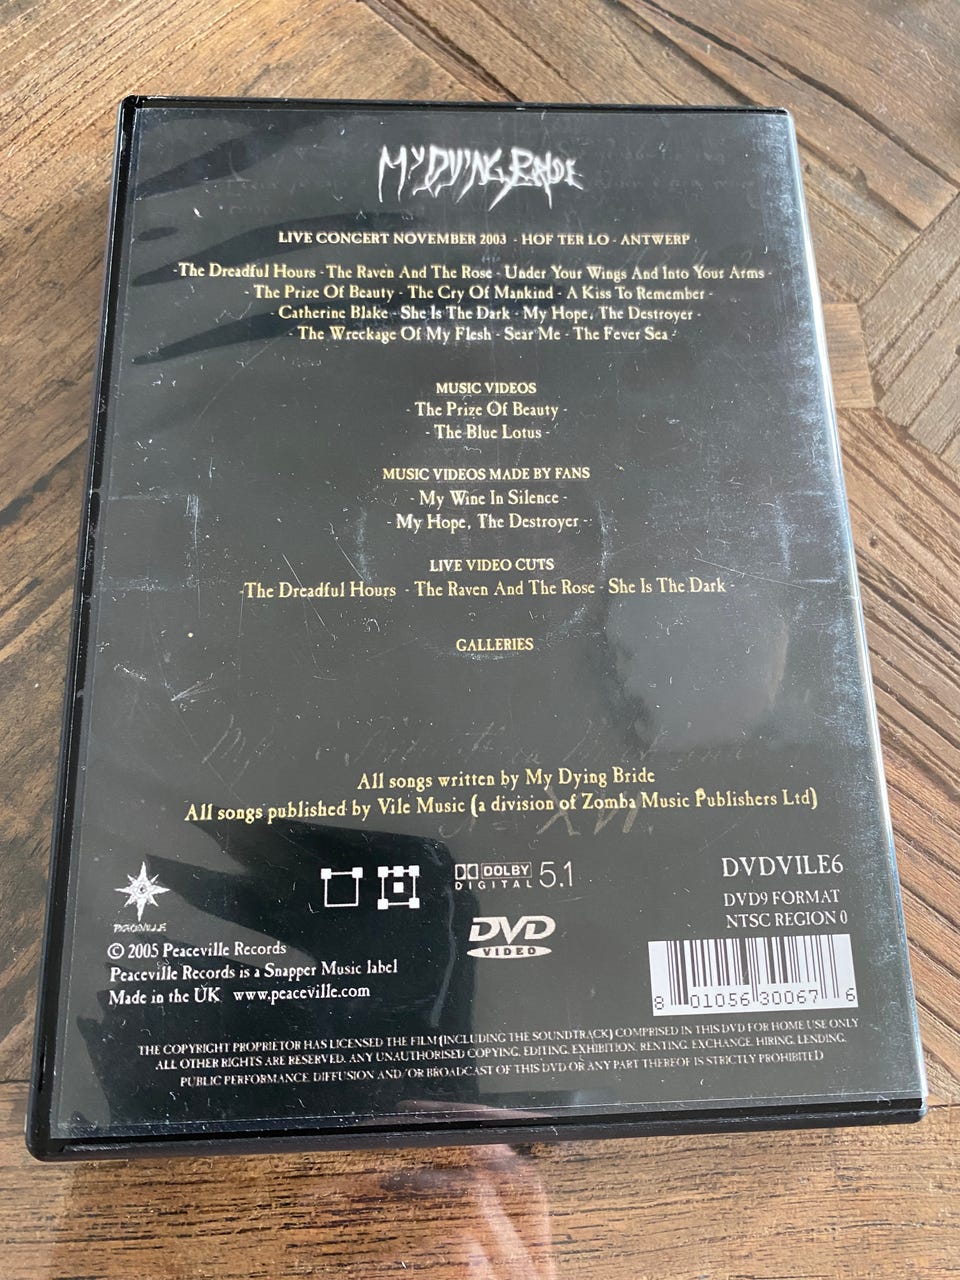 MY DYING BRIDE
LIVE CONCERT NOVEMBER 2003 - HOF TER LO - ANTWERP
-The Dreadful Hours - The Raven And The Rose - Under Your Wings And Into Your Arms -
- The Prize Of Beauty - The Cry Of Mankind - A Kiss To Remember -
- Catherine Blake - She Is The Dark - My Hope, The Destroyer -
- The Wreckage Of My Flesh - Sear Me - The Fever Sea -
MUSIC VIDEOS
- The Prize Of Beauty -
- The Blue Lotus -
MUSIC VIDEOS MADE BY FANS
- My Wine In Silence -
- My Hope, The Destroyer -
LIVE VIDEO CUTS
-The Dreadful Hours - The Raven And The Rose - She Is The Dark -
GALLERIES
All songs written by My Dying Bride
All songs published by Vile Music (a division of Zomba Music Publishers Ltd)
PEACEVILLE
© 2005 Peaceville Records
Peaceville Records is a Snapper Music label
Made in the UK www.peaceville.com
DOLBY
DIGITAL 5.1
DVD
VIDEO
DVDVILE6
DVD9 FORMAT
NTSC REGION 0
8 01056 30067 6
THE COPYRIGHT PROPRIETOR HAS LICENSED THE FILM (INCLUDING THE SOUNDTRACK) COMPRISED IN THIS DVD FOR HOME USE ONLY
ALL OTHER RIGHTS ARE RESERVED. ANY UNAUTHORISED COPYING, EDITING, EXHIBITION, RENTING, EXCHANGE, HIRING, LENDING,
PUBLIC PERFORMANCE, DIFFUSION AND/OR BROADCAST OF THIS DVD OR ANY PART THEREOF IS STRICTLY PROHIBITED